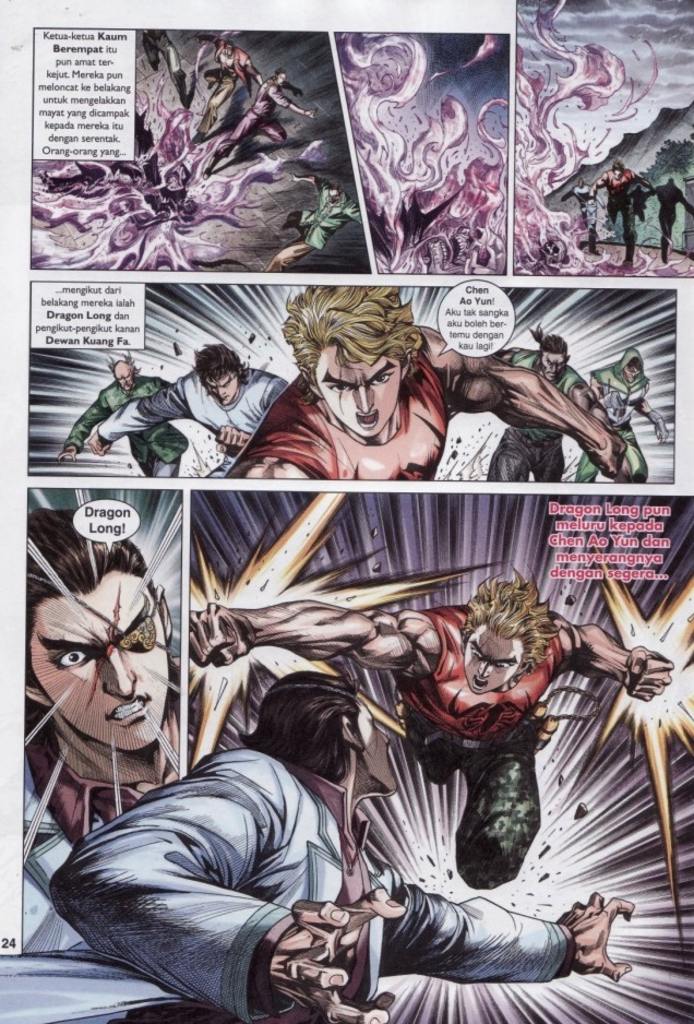 Ketua-ketua Kaum
Berempat itu
pun amat ter-
kejut. Mereka pun
meloncat ke belakang
untuk mengelakkan
mayat yang dicampak
kepada mereka itu
dengan serentak.
Orang-orang yang...
...mengikut dari
belakang mereka ialah
Dragon Long dan
pengikut-pengikut kanan
Dewan Kuang Fa.
Chen
Ao Yun!
Aku tak sangka
aku boleh ber-
temu dengan
kau lagi!
Dragon
Long!
Dragon Long pun
meluru kepada
Chen Ao Yun dan
menyerangnya
dengan segera...
24